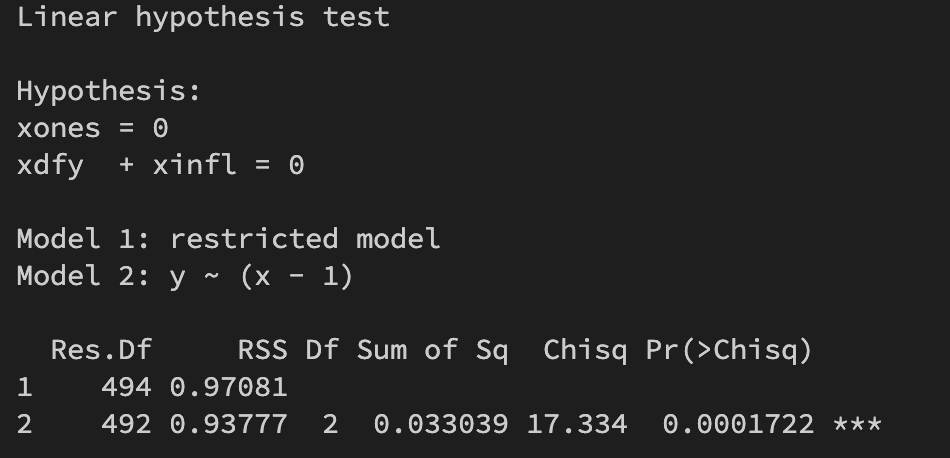 Linear hypothesis test
Hypothesis:
xones = 0
xdfy  + xinfl = 0
Model 1: restricted model
Model 2: y ~ (x - 1)
  Res.Df     RSS Df Sum of Sq  Chisq Pr(>Chisq)
1    494 0.97081
2    492 0.93777  2  0.033039 17.334  0.0001722 ***